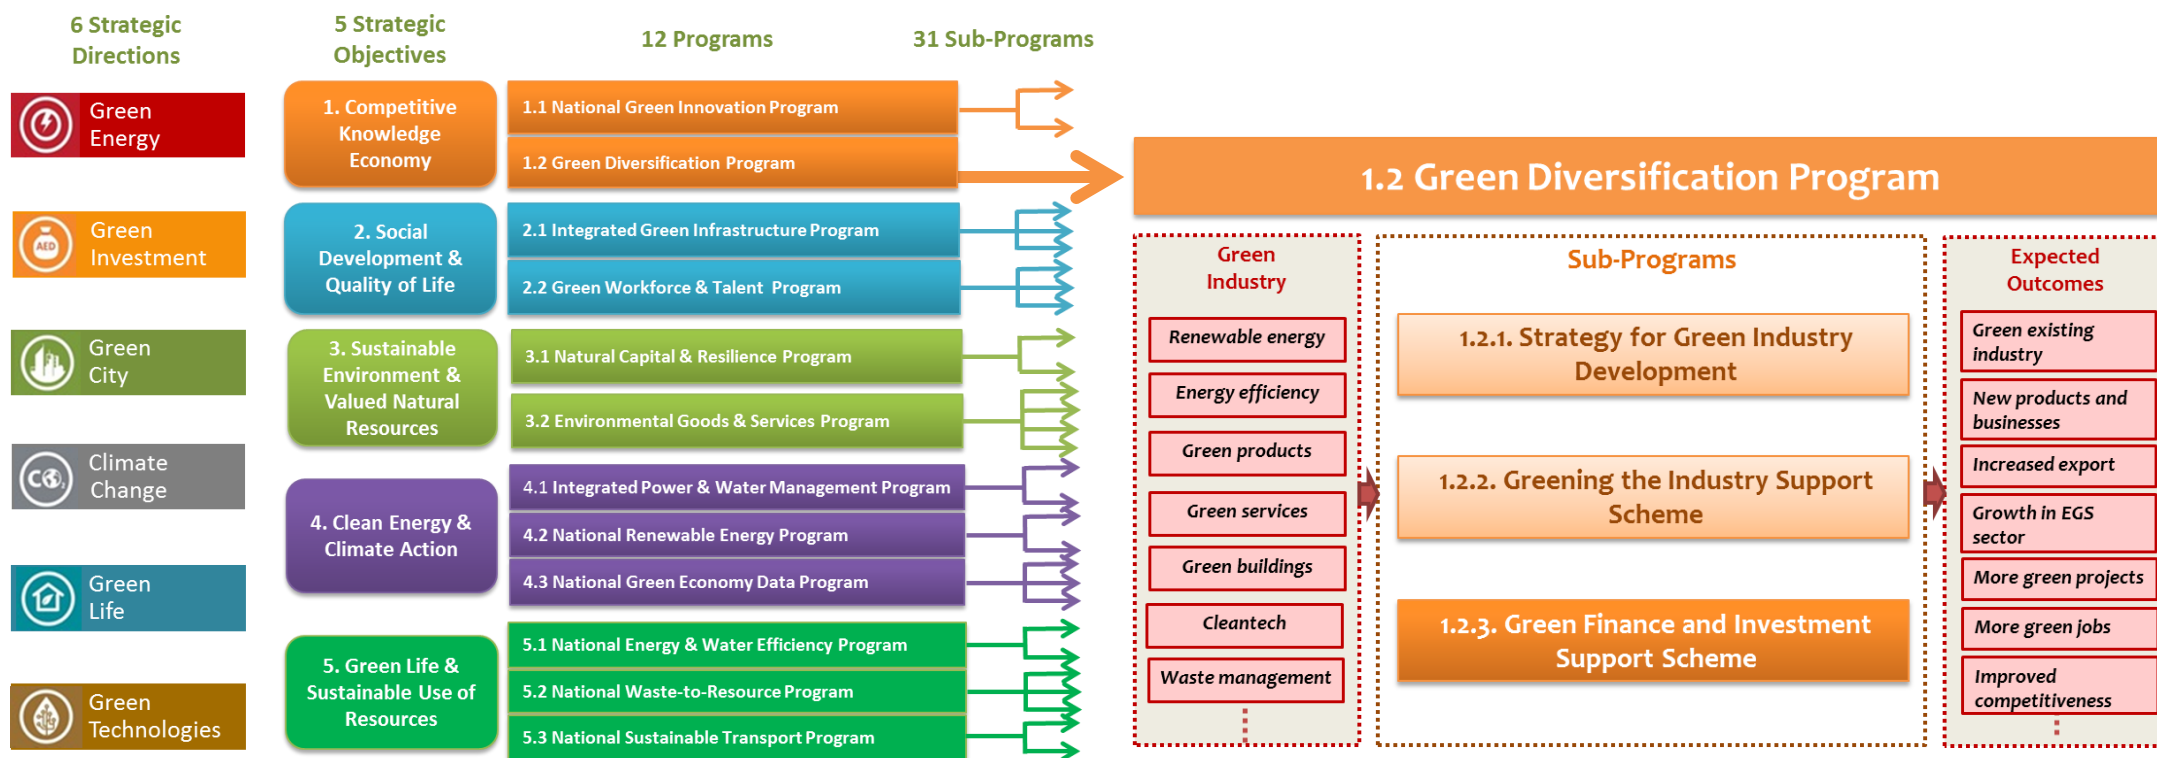 6 Strategic
Directions
5 Strategic
Objectives
12 Programs
31 Sub-Programs
Green
Energy
Green
Investment
AED
Green
City
Climate
Change
CO2
Green
Life
Green
Technologies
1. Competitive
Knowledge
Economy
1.1 National Green Innovation Program
1.2 Green Diversification Program
2. Social
Development &
Quality of Life
2.1 Integrated Green Infrastructure Program
2.2 Green Workforce & Talent Program
3. Sustainable
Environment &
Valued Natural
Resources
3.1 Natural Capital & Resilience Program
3.2 Environmental Goods & Services Program
4. Clean Energy &
Climate Action
4.1 Integrated Power & Water Management Program
4.2 National Renewable Energy Program
4.3 National Green Economy Data Program
5. Green Life &
Sustainable Use of
Resources
5.1 National Energy & Water Efficiency Program
5.2 National Waste-to-Resource Program
5.3 National Sustainable Transport Program
1.2 Green Diversification Program
Green
Industry
Renewable energy
Energy efficiency
Green products
Green services
Green buildings
Cleantech
Waste management
Sub-Programs
1.2.1. Strategy for Green Industry
Development
1.2.2. Greening the Industry Support
Scheme
1.2.3. Green Finance and Investment
Support Scheme
Expected
Outcomes
Green existing
industry
New products and
businesses
Increased export
Growth in EGS
sector
More green projects
More green jobs
Improved
competitiveness